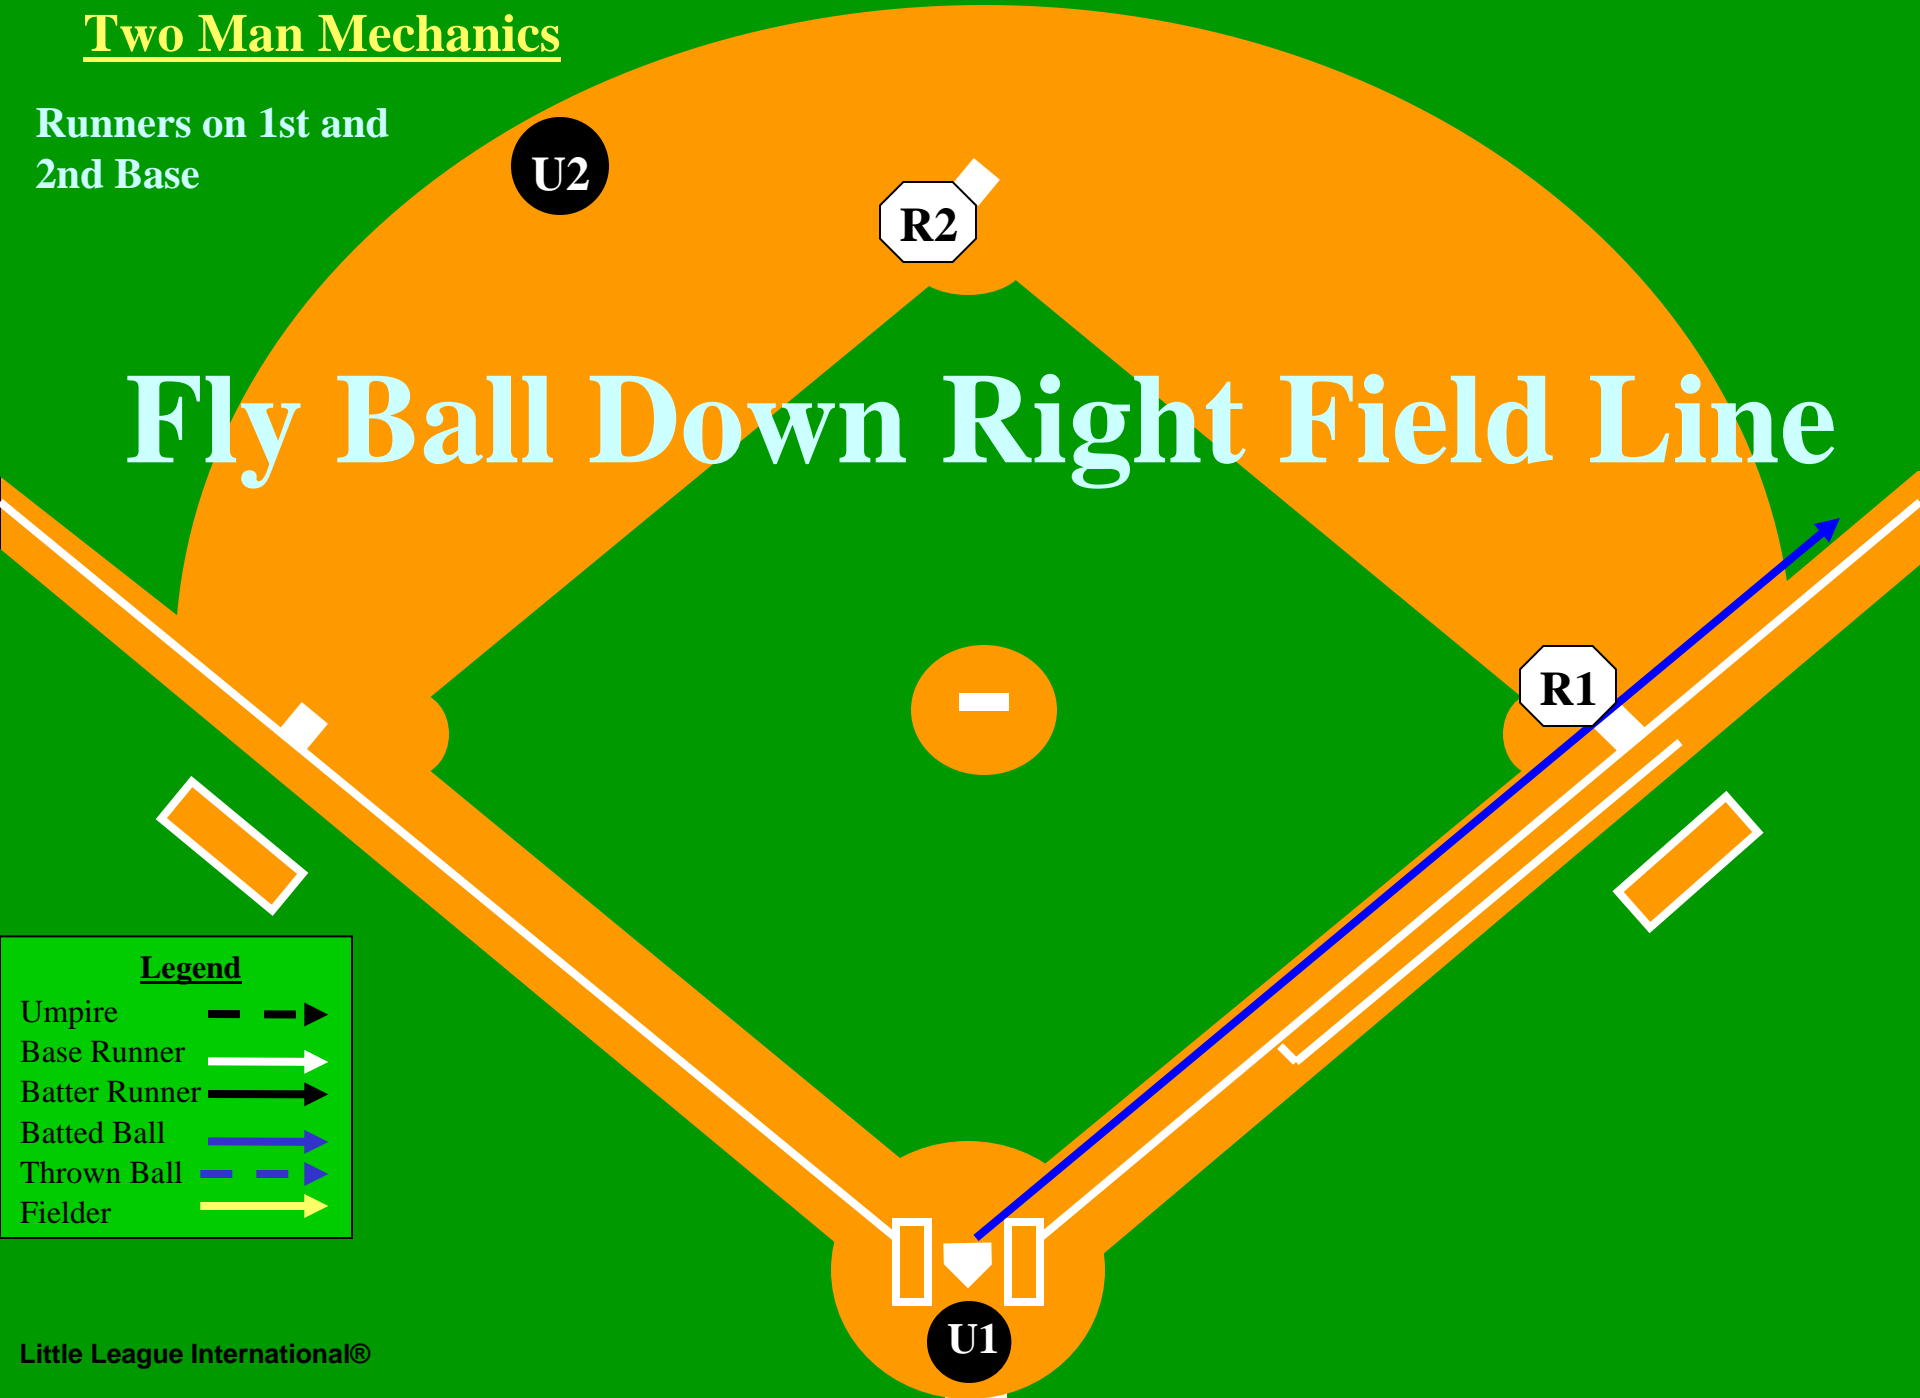 Two Man Mechanics
Runners on 1st and
2nd Base
U2
R2
Fly Ball Down Right Field Line
R1
Legend
Umpire
Base Runner
Batter Runner
Batted Ball
Thrown Ball
Fielder
U1
Little League International®